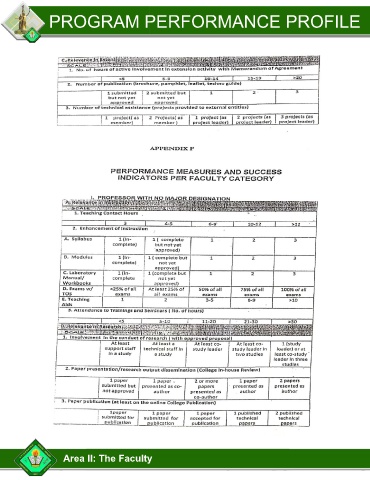 PROGRAM PERFORMANCE PROFILE
1. No. of hours of active involvement in extension activity with Memorandum of Agreement
<5 5-9 10-14 15-19 >20
2. Number of publication (brochure, pamphlet, leaflet, techno guide)
1 submitted 2 submitted but 2 3
but not yet not yet
approved approved
3. Number of technical assistance (projects provided to external entities)
1 project( as 2 Projects( as 1 project (as 2 projects (as 3 projects (as
member) member) project leader) project leader) project leader)
APPENDIX F
PERFORMANCE MEASURES AND SUCCESS
INDICATORS PER FACULTY CATEGORY
1. PROFESSOR WITH NO MAJOR DESIGNATION
SCALE
1. Teaching Contact Hours
3 4-5 6-9 10-12 >12
2. Enhancement of Instruction
A. Syllabus 1 (In- 1 ( complete 1 2 3
complete) but not yet
approved)
B. Modules 1 (In- 1 ( complete but 1 2 3
complete) not yet
approved)
C. Laboratory 1 (In- 1 (complete but 1 2 3
Manual/ complete) not yet
Workbooks approved)
D. Exams w/ <25% of all At least 25% of 50% of all 75% of all 100% of all
TOS exams all exams exams exams exams
E. Teaching 1 2 3-5 6-9 >10
Aids
3. Attendance to Trainings and Seminars ( No. of hours)
<5 5-10 11-20 21-30 >30
SCALE
1. Involvement in the conduct of research ( with approved proposal)
At least At least a At least co- At least co- 1 (study
support staff technical staff in study leader study leader in leader) or at
in a study a study two studies least co-study
leader in three
studies
2. Paper presentation/research output dissemination (College In-house Review)
1 paper 1 paper 2 or more 1 paper 2 papers
submitted but presented as co- papers presented as presented as
not approved author presented as author author
co-author
3. Paper publication (at least on the online College Publication)
1paper 1 paper 1 paper 1 published 2 published
submitted for submitted for accepted for technical technical
publication publication publication papers papers
Area II: The Faculty